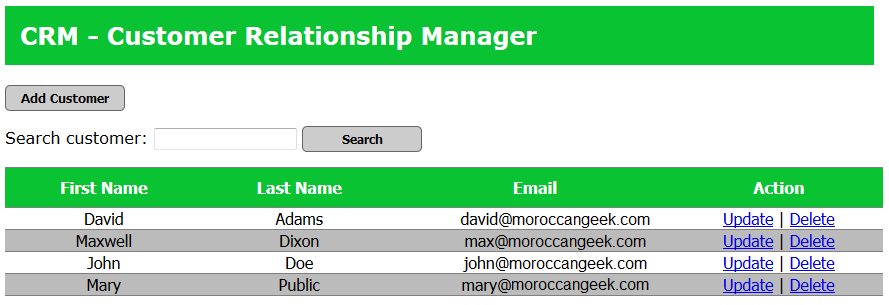 CRM - Customer Relationship Manager
Add Customer
Search customer: Search
First Name Last Name Email Action
David Adams david@moroccangeek.com Update | Delete
Maxwell Dixon max@moroccangeek.com Update | Delete
John Doe john@moroccangeek.com Update | Delete
Mary Public mary@moroccangeek.com Update | Delete